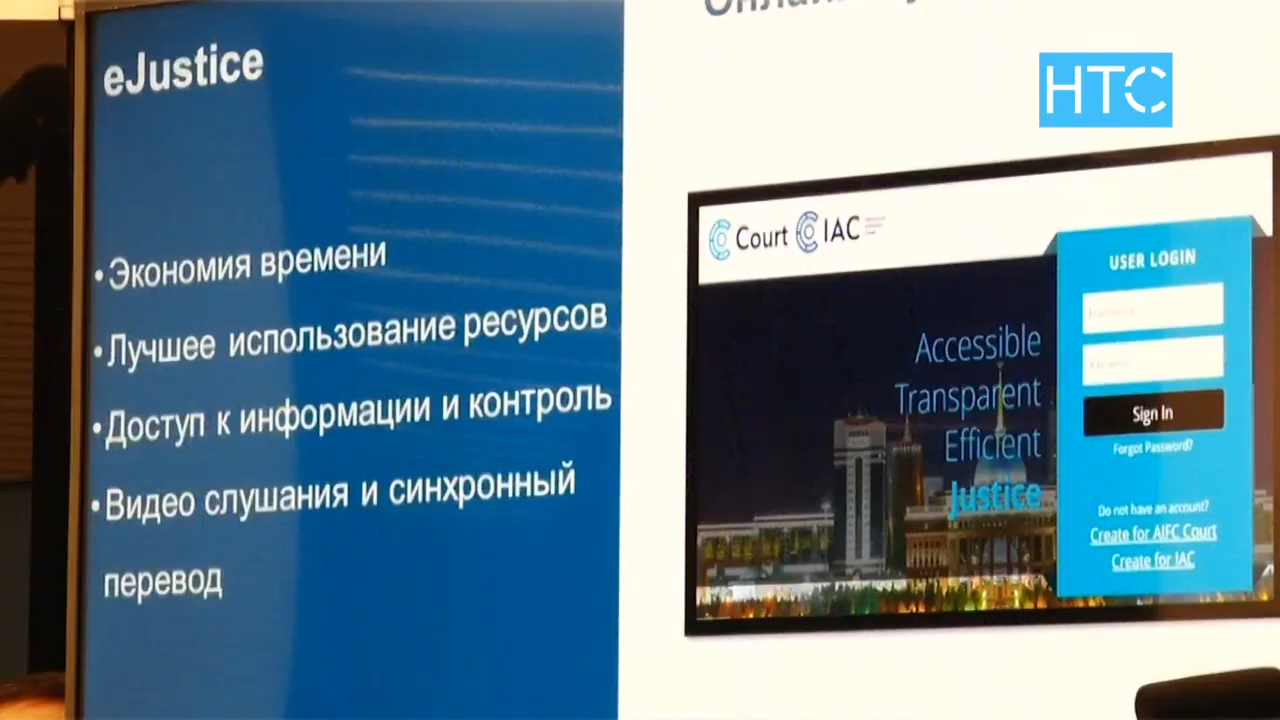 eJustice
•Экономия времени
•Лучшее использование ресурсов
•Доступ к информации и контроль
•Видео слушания и синхронный
перевод
НТС
Court IAC
USER LOGIN
Accessible
Transparent
Efficient
Justice
Sign In
Forgot Password?
Do not have an account?
Create for AIFC Court
Create for IAC